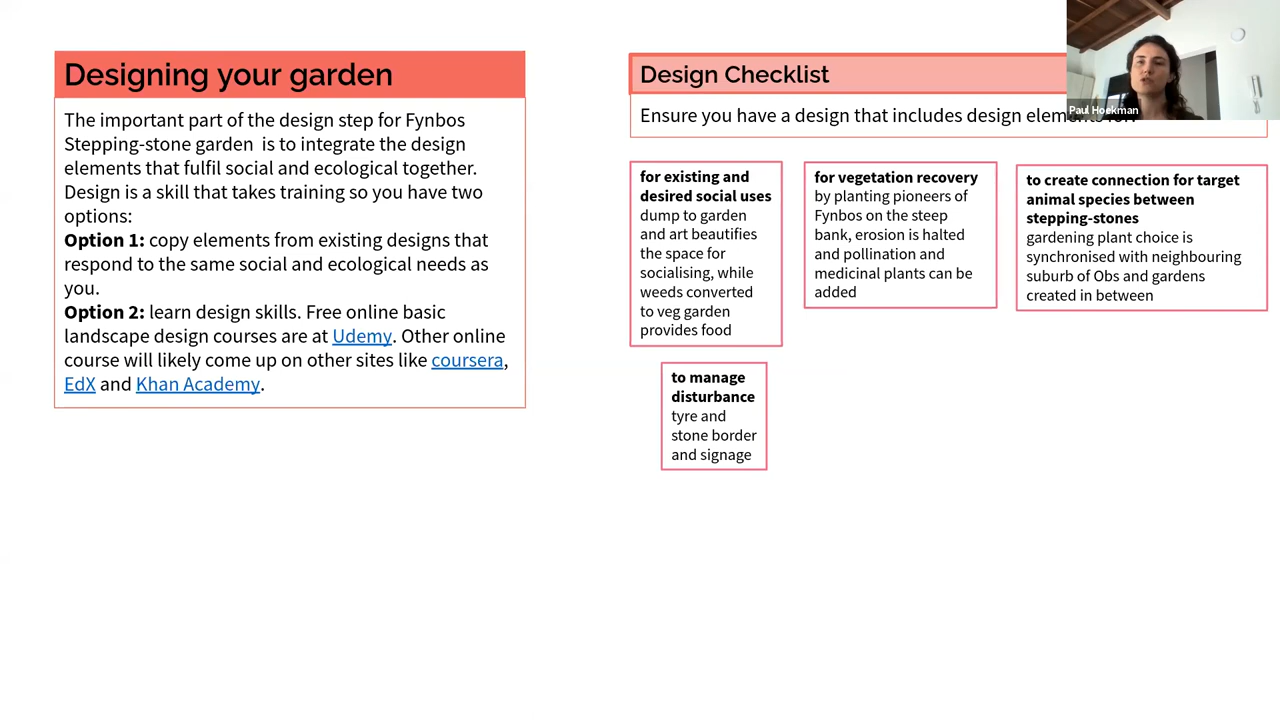 Designing your garden
The important part of the design step for Fynbos
Stepping-stone garden is to integrate the design
elements that fulfil social and ecological together.
Design is a skill that takes training so you have two
options:
Option 1: copy elements from existing designs that
respond to the same social and ecological needs as
you.
Option 2: learn design skills. Free online basic
landscape design courses are at Udemy. Other online
course will likely come up on other sites like coursera,
EdX and Khan Academy.
Design Checklist
Ensure you have a design that includes design elements
Paul Hoekman
for existing and
desired social uses
dump to garden
and art beautifies
the space for
socialising, while
weeds converted
to veg garden
provides food
for vegetation recovery
by planting pioneers of
Fynbos on the steep
bank, erosion is halted
and pollination and
medicinal plants can be
added
to create connection for target
animal species between
stepping-stones
gardening plant choice is
synchronised with neighbouring
suburb of Obs and gardens
created in between
to manage
disturbance
tyre and
stone border
and signage